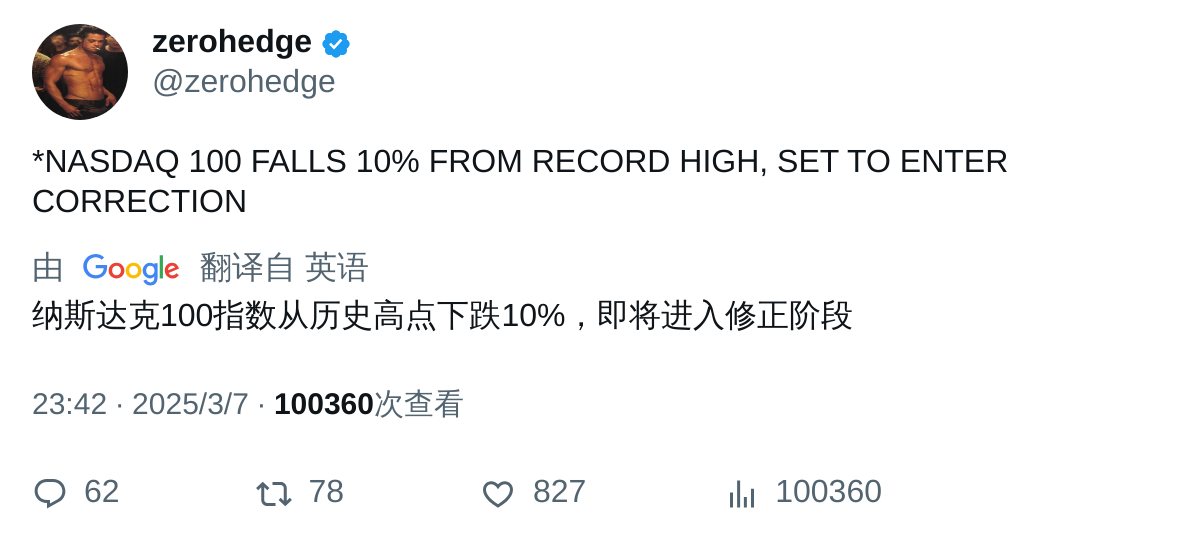 zerohedge
@zerohedge
*NASDAQ 100 FALLS 10% FROM RECORD HIGH, SET TO ENTER
CORRECTION
由 Google 翻译自 英语
纳斯达克100指数从历史高点下跌10%，即将进入修正阶段
23:42 · 2025/3/7 · 100360次查看
62 78 827 100360